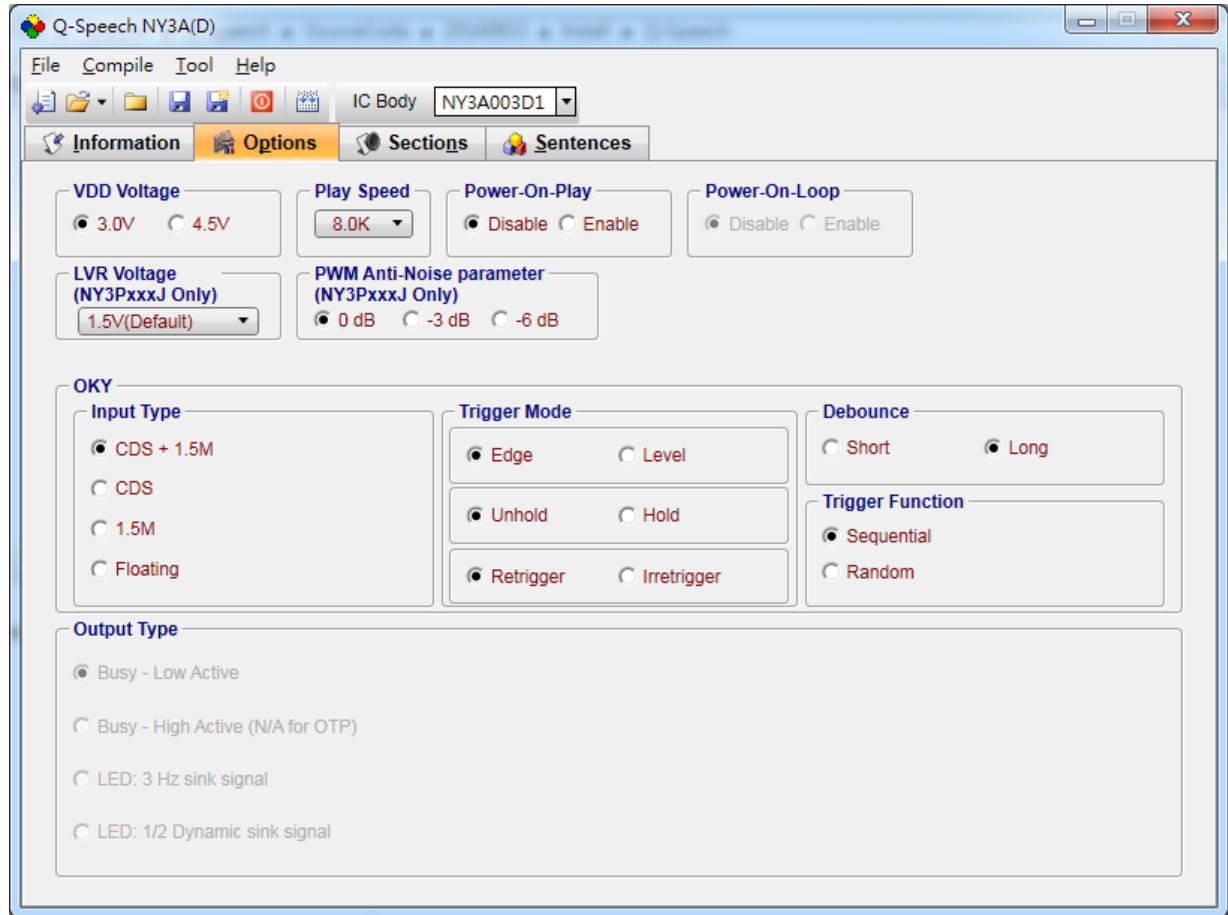 Q-Speech NY3A(D)
File Compile Tool Help
IC Body NY3A003D1
Information Options Sections Sentences
VDD Voltage
3.0V 4.5V
Play Speed
8.0K
Power-On-Play
Disable Enable
Power-On-Loop
Disable Enable
LVR Voltage
(NY3PxxxJ Only)
1.5V(Default)
PWM Anti-Noise parameter
(NY3PxxxJ Only)
0 dB -3 dB -6 dB
OKY
Input Type
CDS + 1.5M
CDS
1.5M
Floating
Trigger Mode
Edge Level
Unhold Hold
Retrigger Irretrigger
Debounce
Short Long
Trigger Function
Sequential
Random
Output Type
Busy - Low Active
Busy - High Active (N/A for OTP)
LED: 3 Hz sink signal
LED: 1/2 Dynamic sink signal